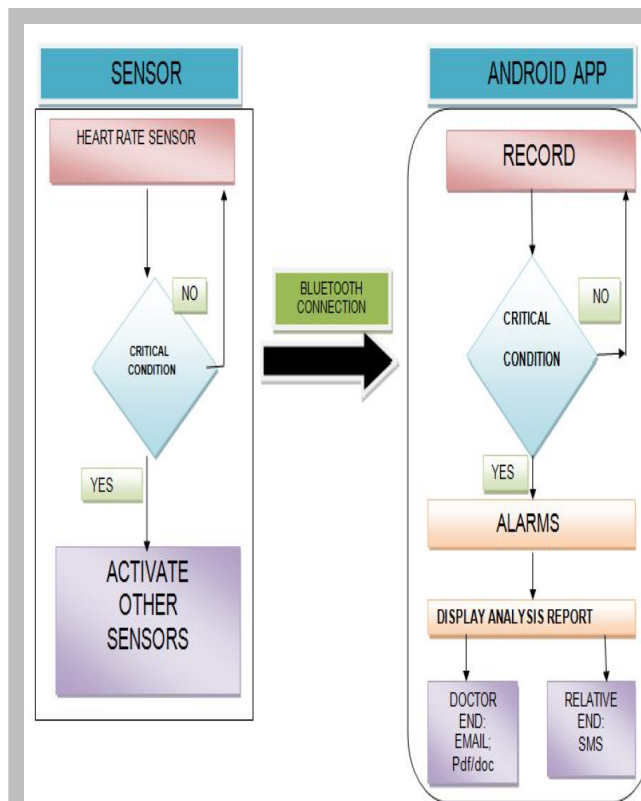 SENSOR
HEART RATE SENSOR
NO
CRITICAL
CONDITION
YES
ACTIVATE
OTHER
SENSORS
BLUETOOTH
CONNECTION
ANDROID APP
RECORD
NO
CRITICAL
CONDITION
YES
ALARMS
DISPLAY ANALYSIS REPORT
DOCTOR
END:
EMAIL;
Pdf/doc
RELATIVE
END:
SMS